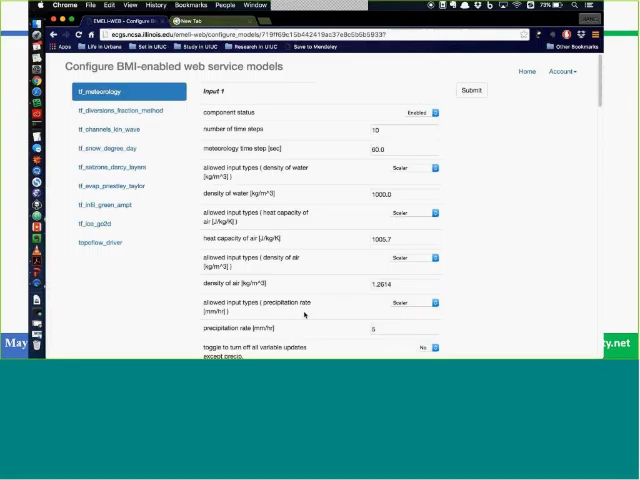 Chrome File Edit View History Bookmarks People Window 73%
EMELI-WEB - Configure BM New Tab
ecgs.ncsa.illinois.edu/emeli-web/configure_models/719ff69c15b442419ac37e8c5b5b5933?
Apps Life in Urbana Set in UIUC Study in UIUC Research in UIUC Save to Mendeley Other Bookmarks
Configure BMI-enabled web service models
Home Account
tf_meteorology
tf_diversions_fraction_method
tf_channels_kin_wave
tf_snow_degree_day
tf_satzone_darcy_layers
tf_evap_priestley_taylor
tf_infil_green_ampt
tf_ice_gc2d
topoflow_driver
Input 1
Submit
component status Enabled
number of time steps 10
meteorology time step [sec] 60.0
allowed input types ( density of water Scalar
[kg/m^3] )
density of water [kg/m^3] 1000.0
allowed input types ( heat capacity of Scalar
air [J/kg/K] )
heat capacity of air [J/kg/K] 1005.7
allowed input types ( density of air Scalar
[kg/m^3] )
density of air [kg/m^3] 1.2614
allowed input types ( precipitation rate Scalar
[mm/hr] )
precipitation rate [mm/hr] 5
toggle to turn off all variable updates No
except precip.
May
ty.net